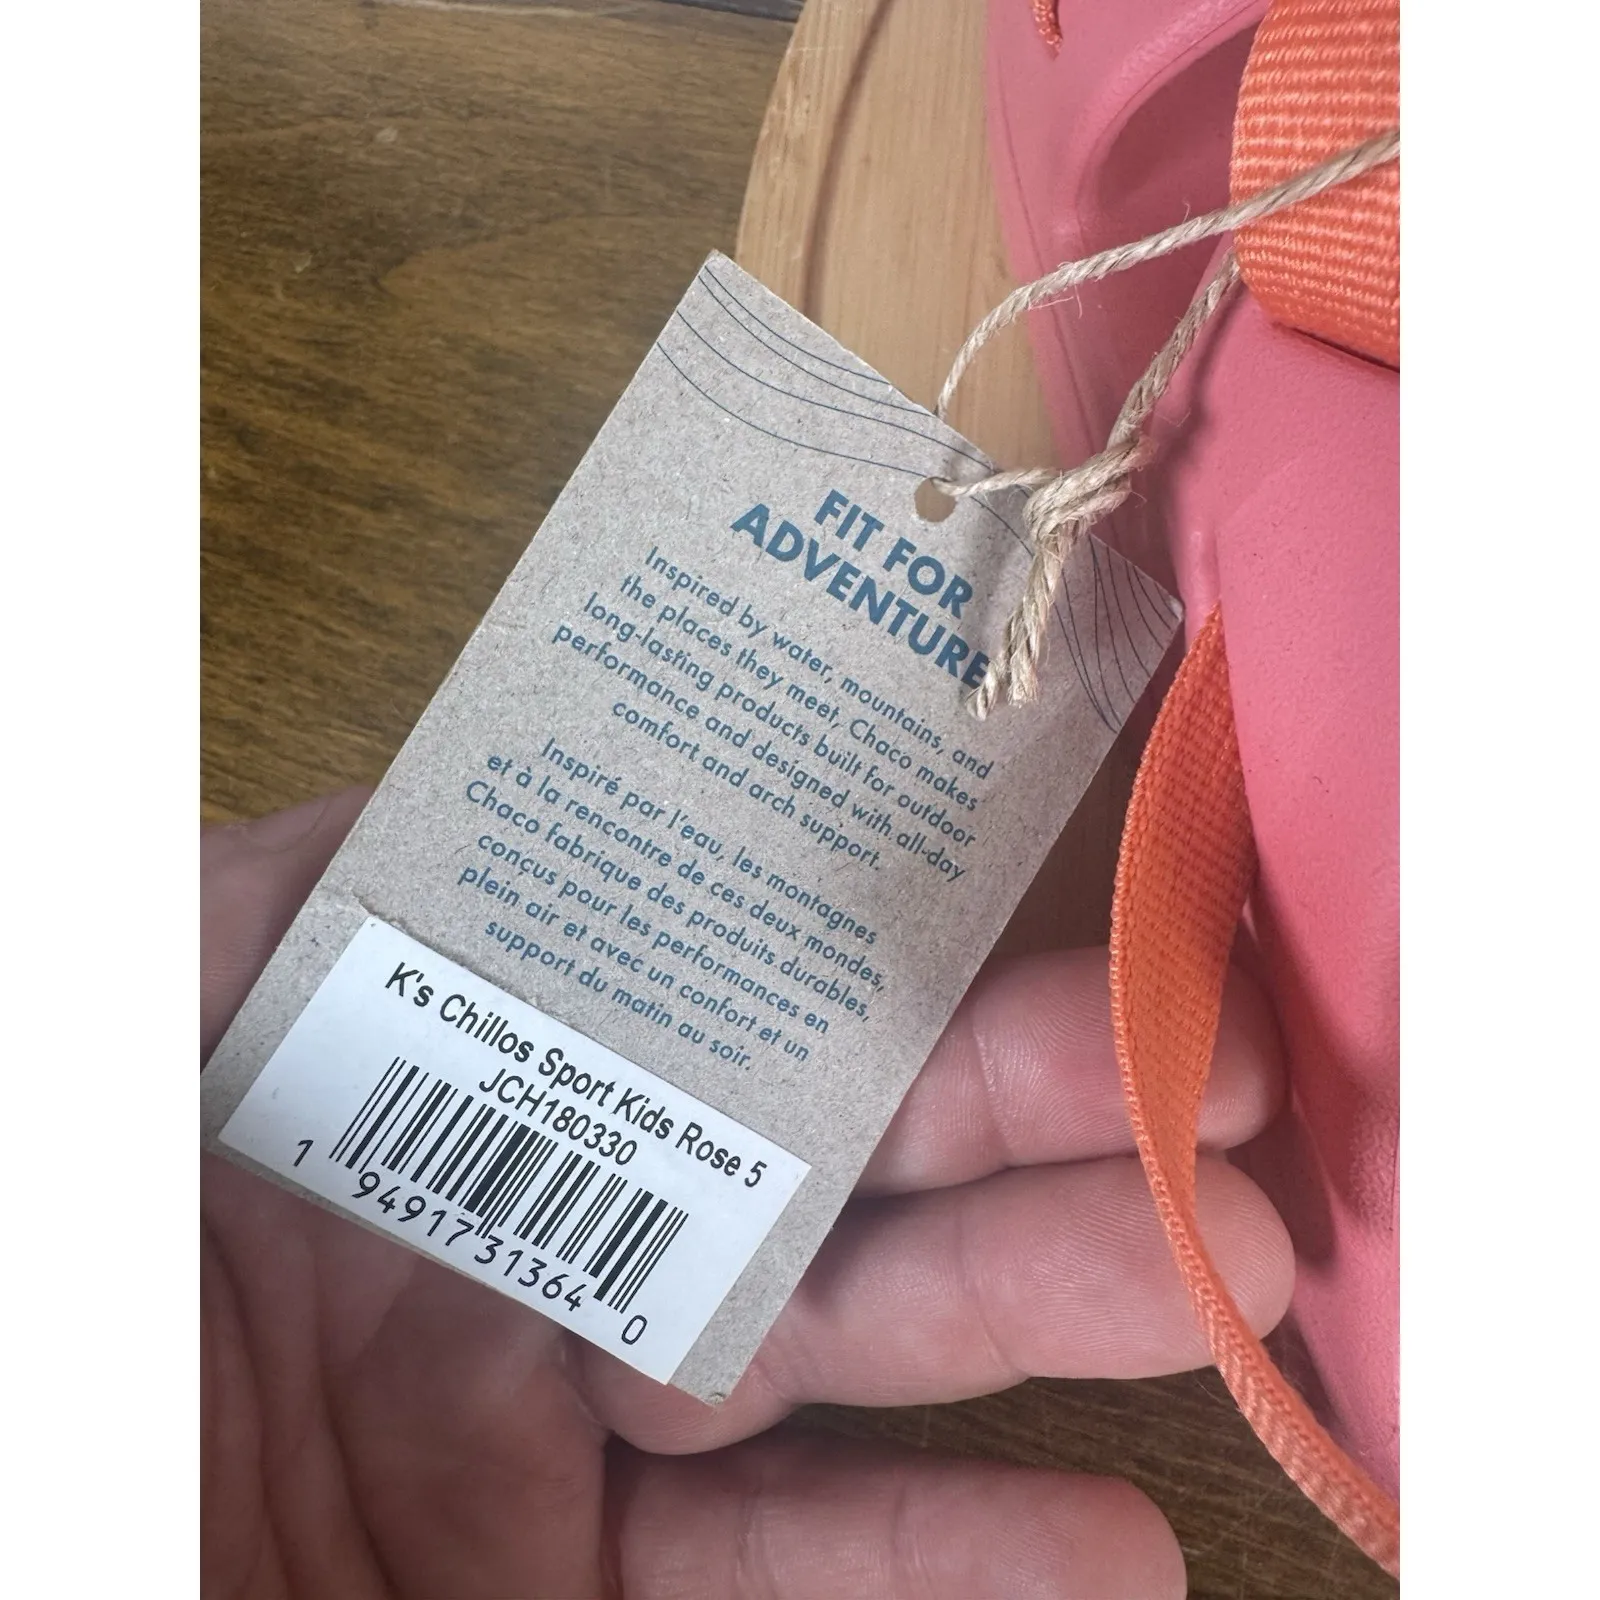 FIT FOR
ADVENTURE
Inspired by water, mountains, and
the places they meet, Chaco makes
long-lasting products built for outdoor
performance and designed with all-day
comfort and arch support.
Inspiré par l'eau, les montagnes
et à la rencontre de ces deux mondes,
Chaco fabrique des produits durables,
conçus pour les performances en
plein air et avec un confort et un
support du matin au soir.
K's Chillos Sport Kids Rose 5
JCH180330
1 94917 31364 0